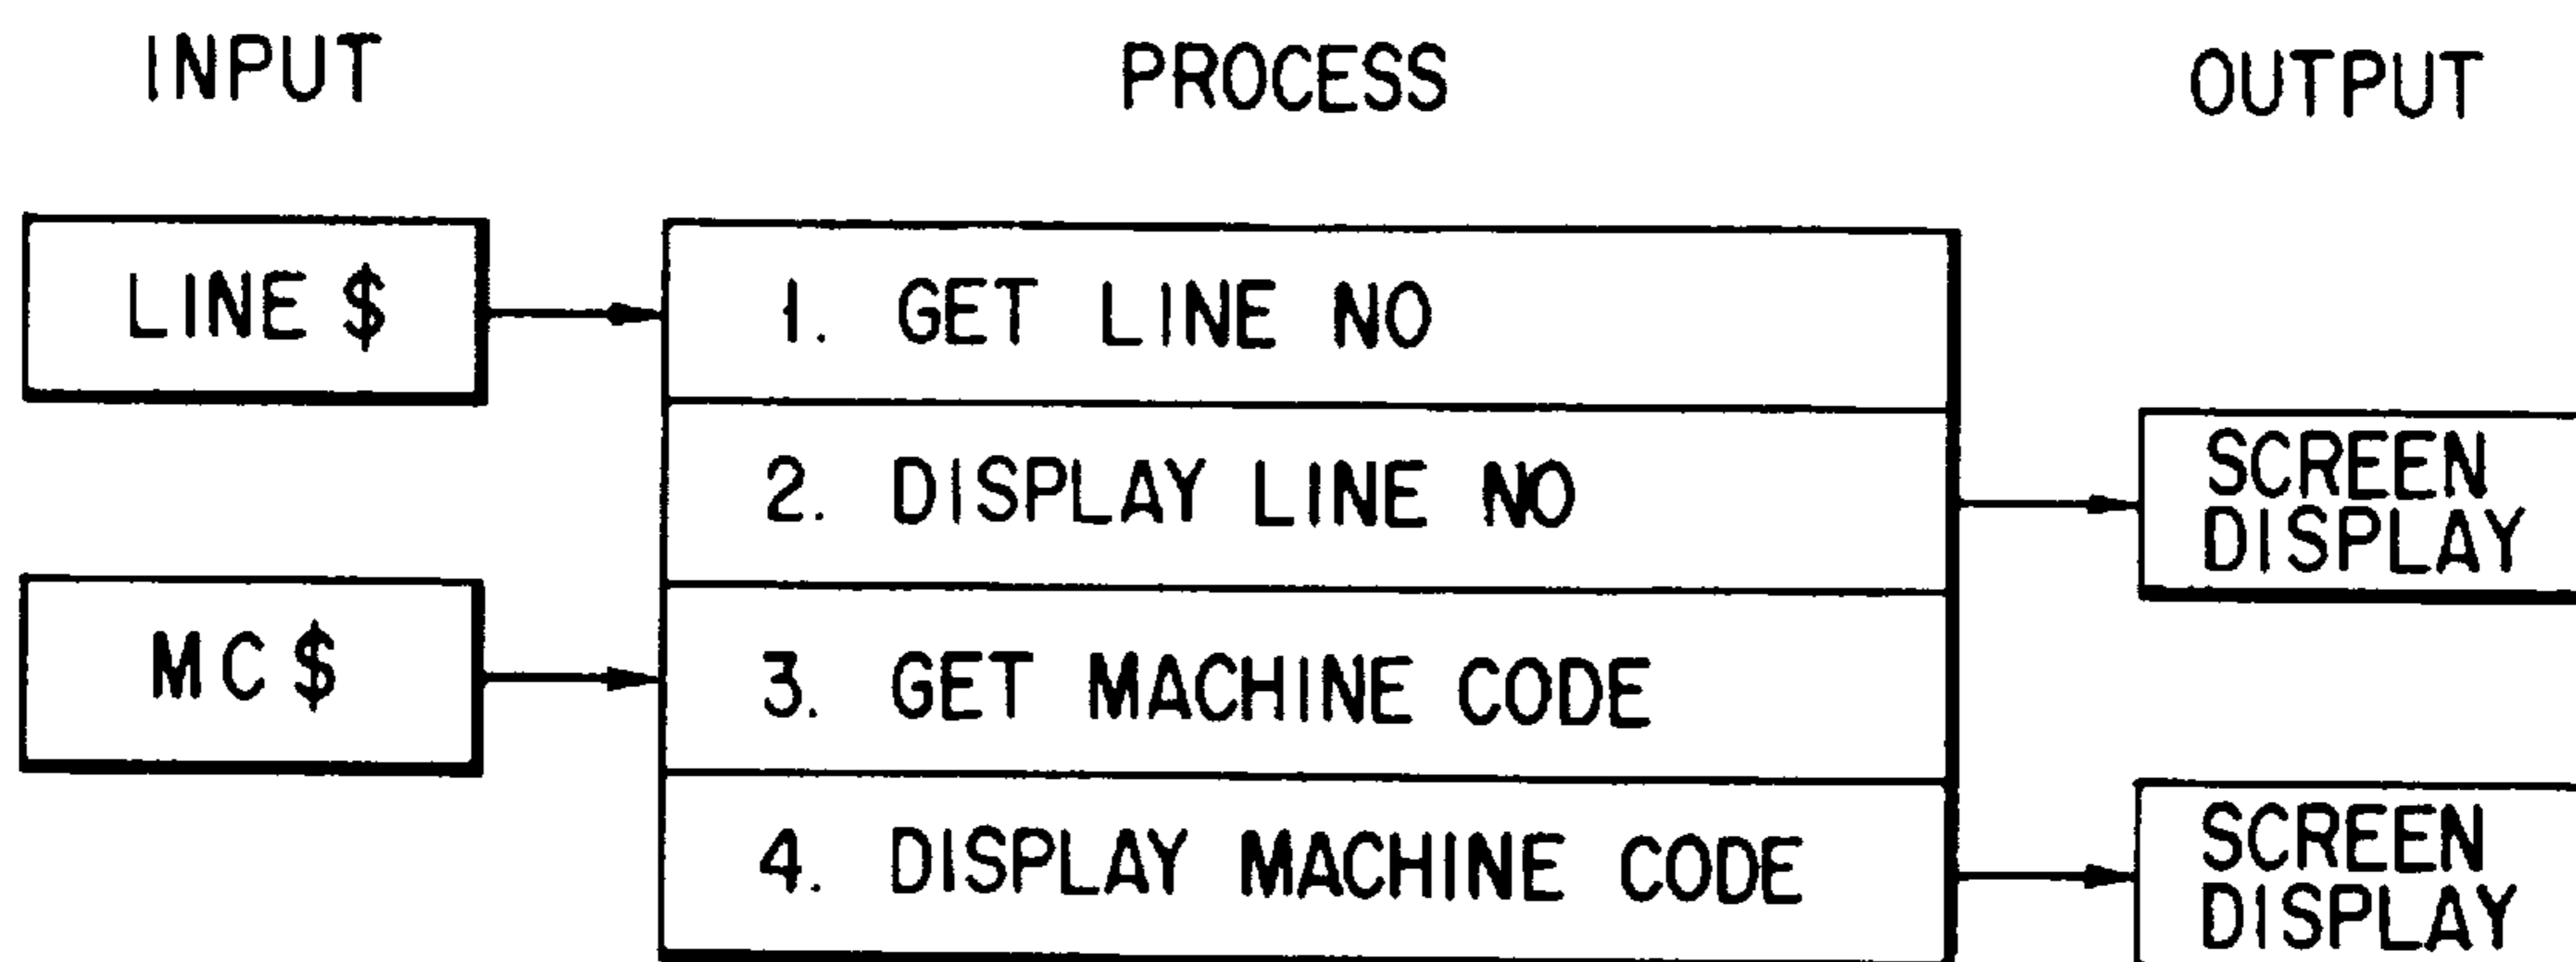 INPUT
PROCESS
OUTPUT
LINE $
1. GET LINE NO
2. DISPLAY LINE NO
SCREEN
DISPLAY
MC $
3. GET MACHINE CODE
4. DISPLAY MACHINE CODE
SCREEN
DISPLAY